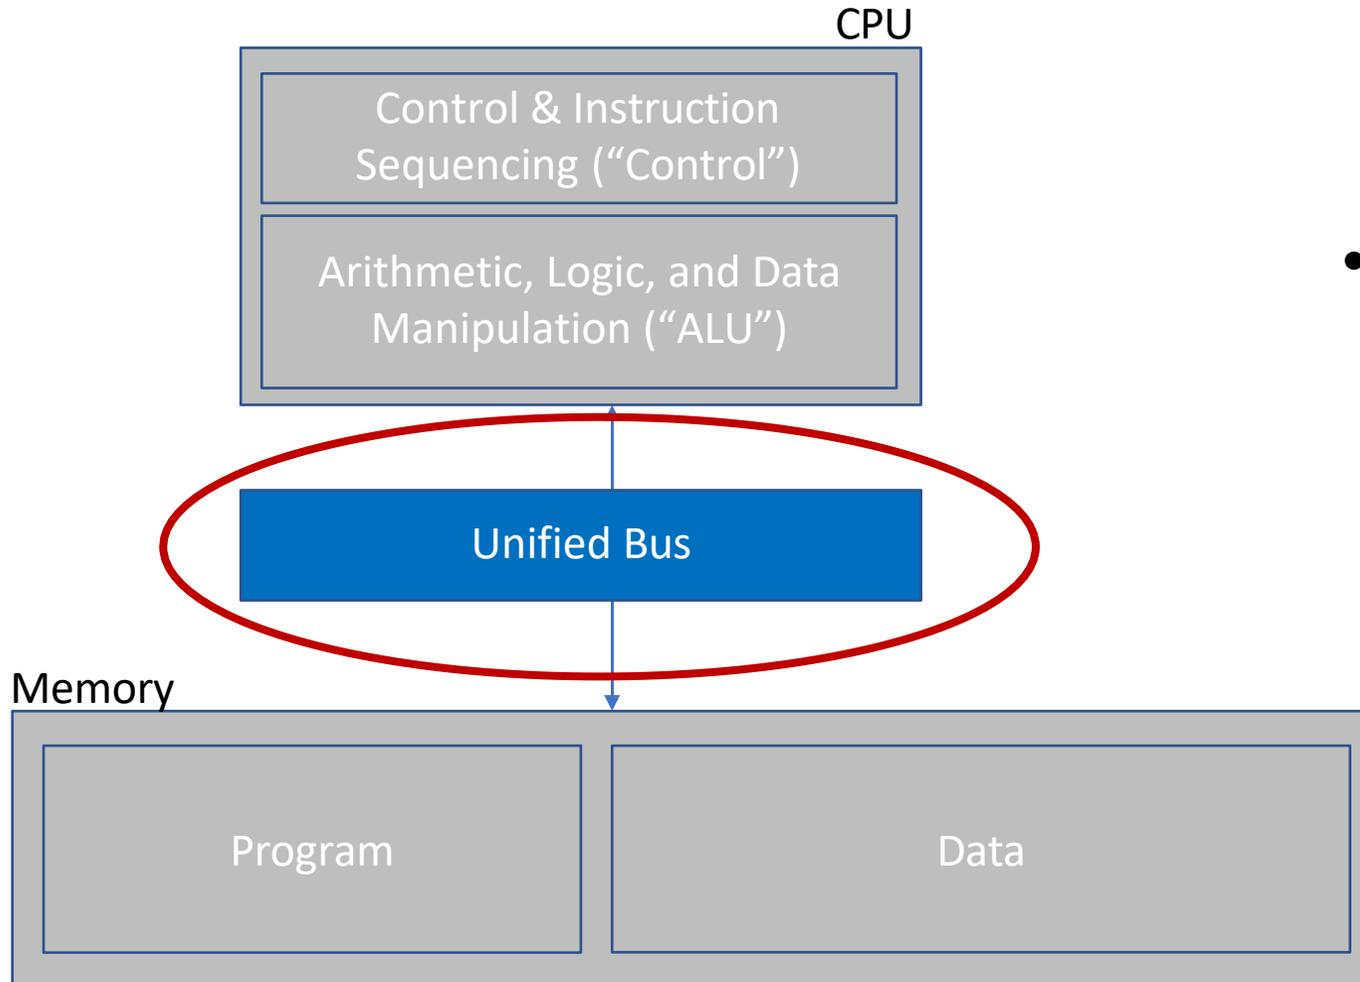 CPU
Control & Instruction
Sequencing (“Control”)
Arithmetic, Logic, and Data
Manipulation (“ALU”)
•
Unified Bus
Memory
Program
Data